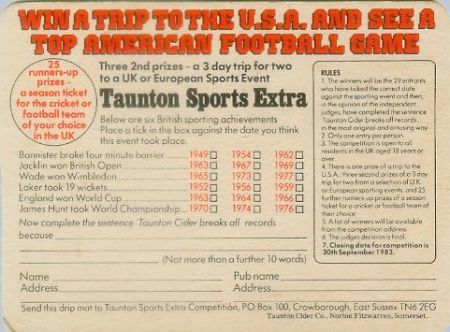 WIN A TRIP TO THE U.S.A. AND SEE A
TOP AMERICAN FOOTBALL GAME
25
runners-up
prizes -
a season ticket
for the cricket or
football team
of your choice
in the UK
Three 2nd prizes - a 3 day trip for two
to a UK or European Sports Event
Taunton Sports Extra
Below are six British sporting achievements
Place a tick in the box against the date you think
this event took place.
Bannister broke four minute barrier 1949 □ 1954 □ 1962 □
Jacklin won British Open 1963 □ 1967 □ 1969 □
Wade won Wimbledon 1965 □ 1973 □ 1977 □
Laker took 19 wickets 1952 □ 1956 □ 1959 □
England won World Cup 1963 □ 1964 □ 1966 □
James Hunt took World Championship 1970 □ 1974 □ 1976 □
Now complete the sentence Taunton Cider breaks all records
because
(Not more than a further 10 words)
Name
Pub name
Address
Address
RULES
1. The winners will be the 29 entrants
who have ticked the correct date
against the sporting event and then,
in the opinion of the independent
judges, have completed the sentence
Taunton Cider breaks all records
in the most original and amusing way
2. Only one entry per person.
3. The competition is open to all
residents in the UK aged 18 years or
over
4. There is one prize of a trip to the
U.S.A., three second prizes of a 3 day
trip for two from a selection of U.K.
or European sports events, and 25
further runners-up prizes of a season
ticket for a cricket or football team of
their choice.
5. A list of winners will be available
from the competition address
6. The judges decision is final.
7. Closing date for competition is
30th September 1983.
Send this drip mat to Taunton Sports Extra Competition, PO Box 100, Crowborough, East Sussex TN6 2EG
Taunton Cider Co., Norton Fitzwarren, Somerset.